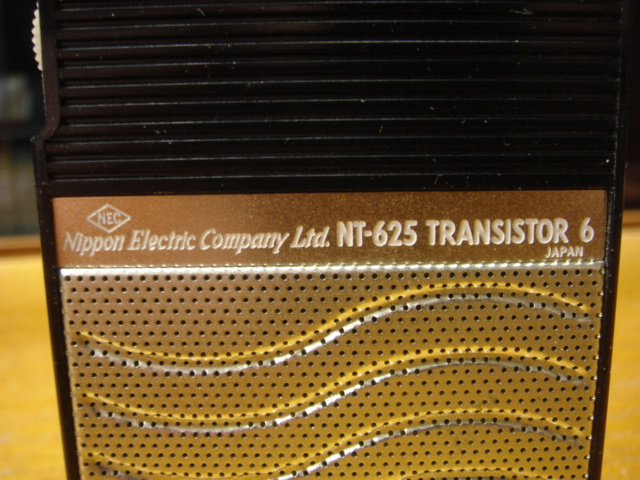 NEC
Nippon Electric Company Ltd. NT-625 TRANSISTOR 6
JAPAN